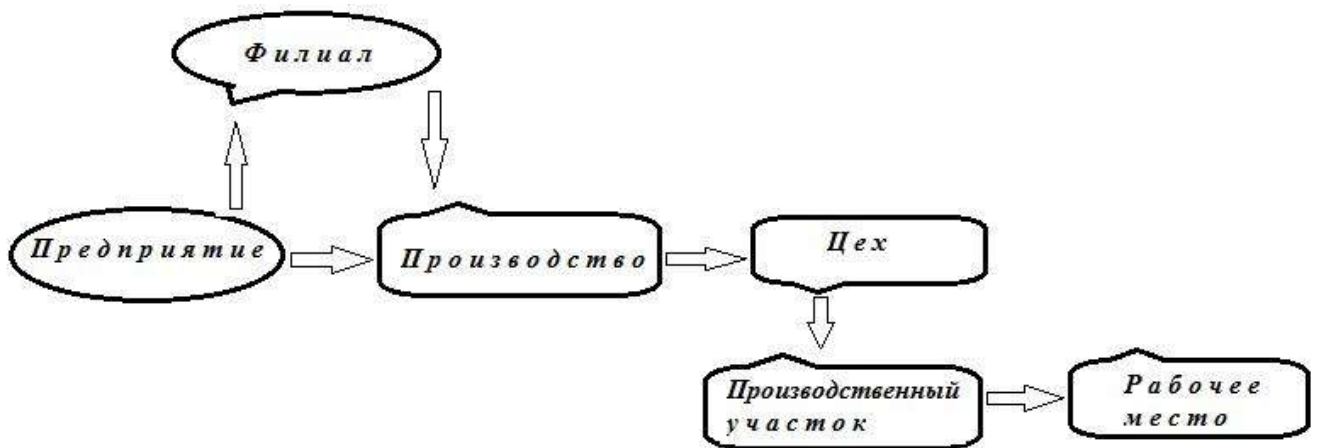 Филиал
Предприятие
Производство
Цех
Производственный
участок
Рабочее
место